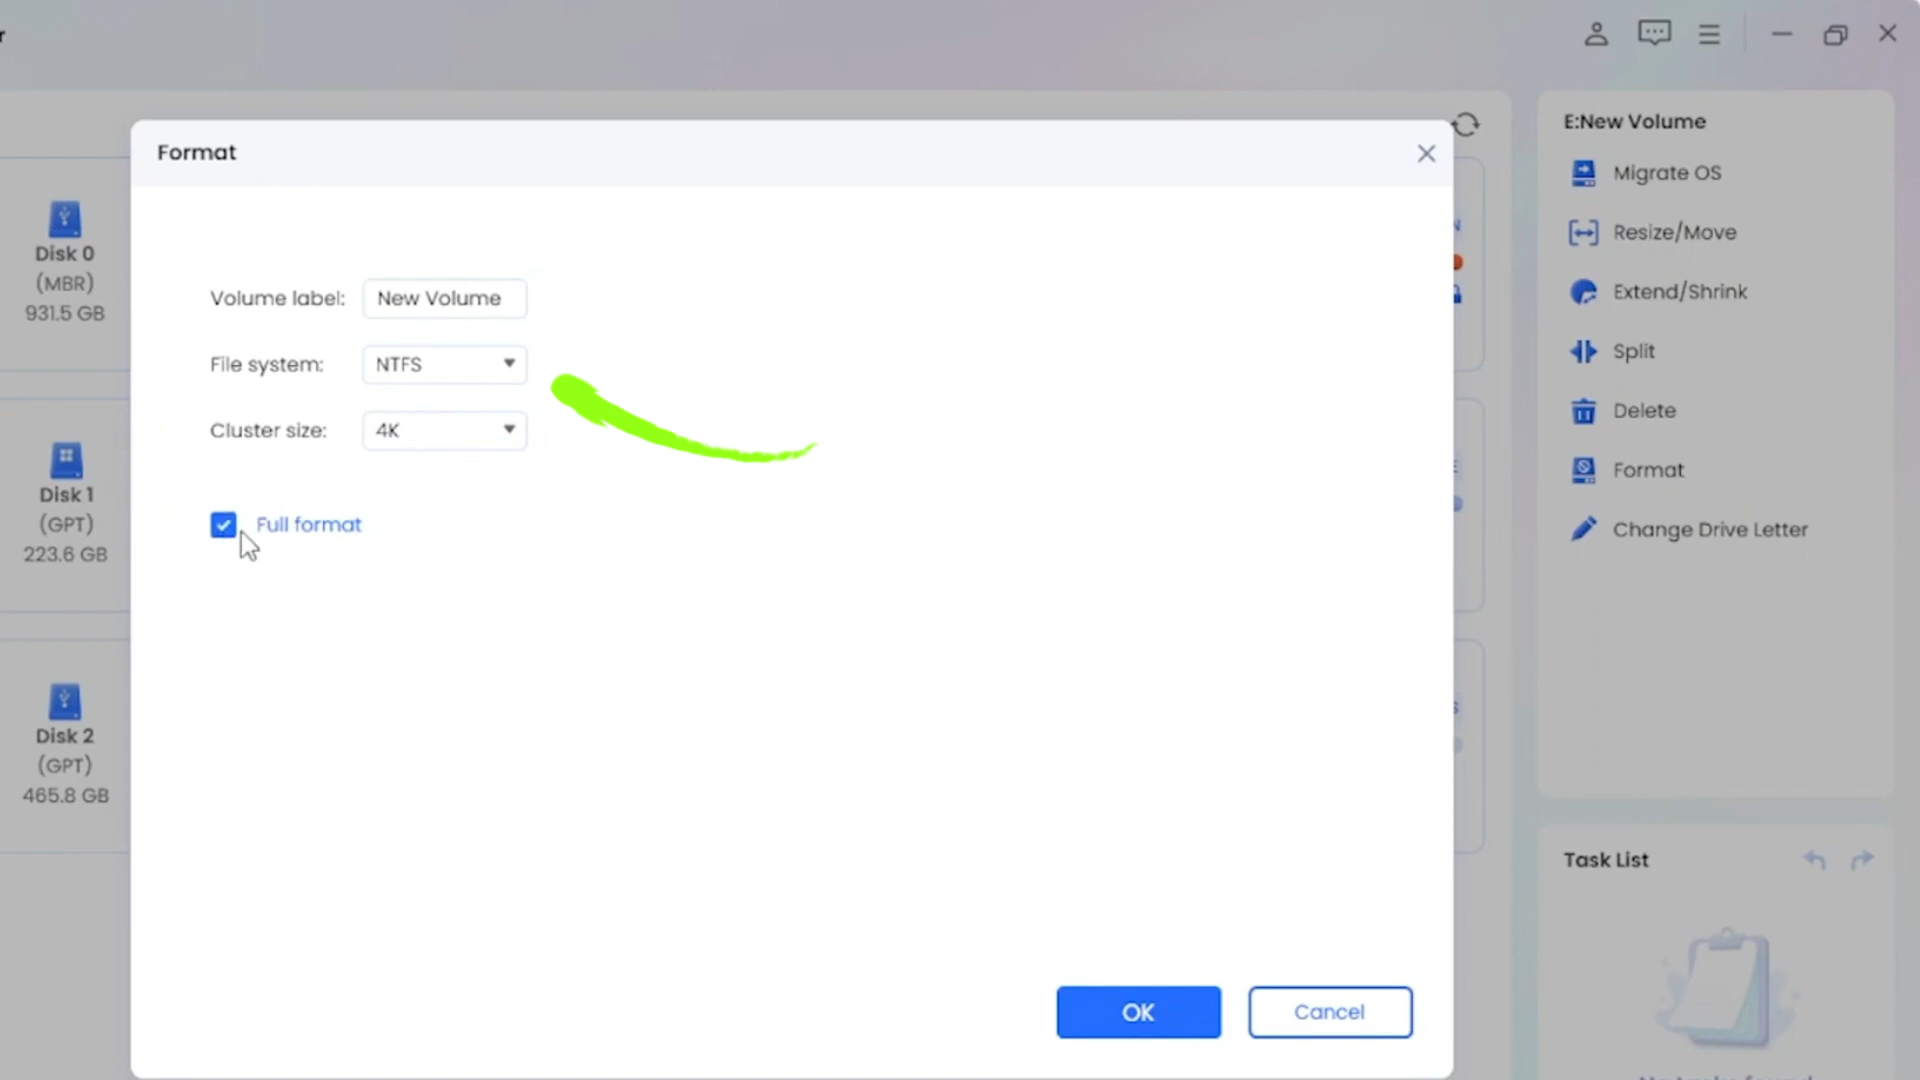 Format
Volume label: New Volume
File system: NTFS
Cluster size: 4K
Full format
OK
Cancel
Disk 0
(MBR)
931.5 GB
Disk 1
(GPT)
223.6 GB
Disk 2
(GPT)
465.8 GB
E:New Volume
Migrate OS
Resize/Move
Extend/Shrink
Split
Delete
Format
Change Drive Letter
Task List